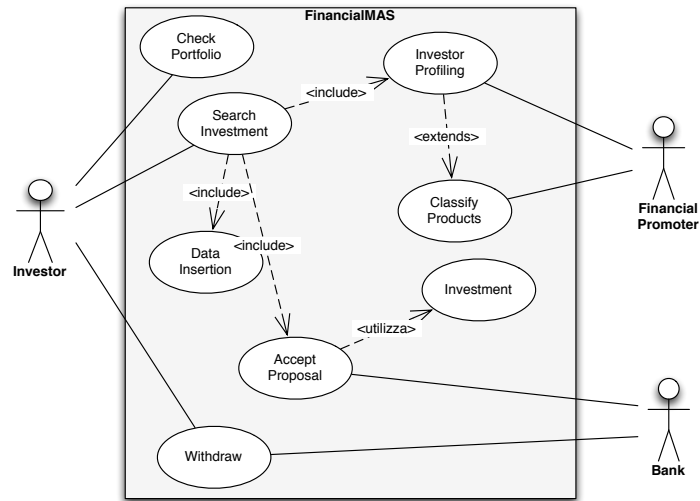 FinancialMAS
Check
Portfolio
Investor
Profiling
<include>
Search
Investment
<extends>
<include>
Classify
Products
Financial
Promoter
<include>
Data
Insertion
Investor
Investment
<utilizza>
Accept
Proposal
Withdraw
Bank